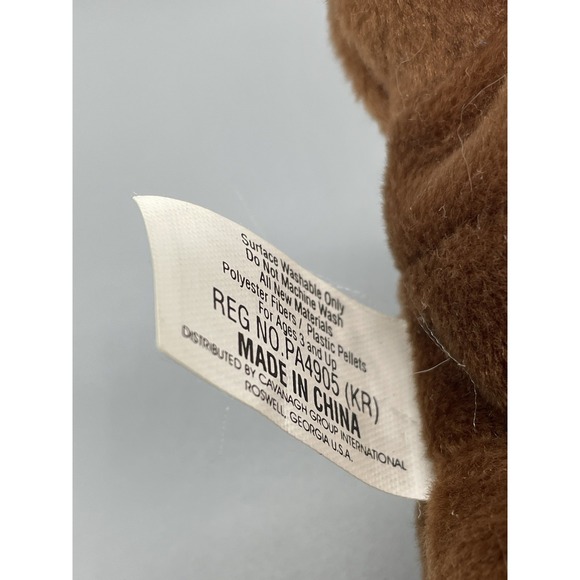 Surface Washable Only
Do Not Machine Wash
All New Materials
Polyester Fibers / Plastic Pellets
For Ages 3 and Up
REG NO.PA4905 (KR)
MADE IN CHINA
DISTRIBUTED BY CAVANAGH GROUP INTERNATIONAL
ROSWELL, GEORGIA U.S.A.